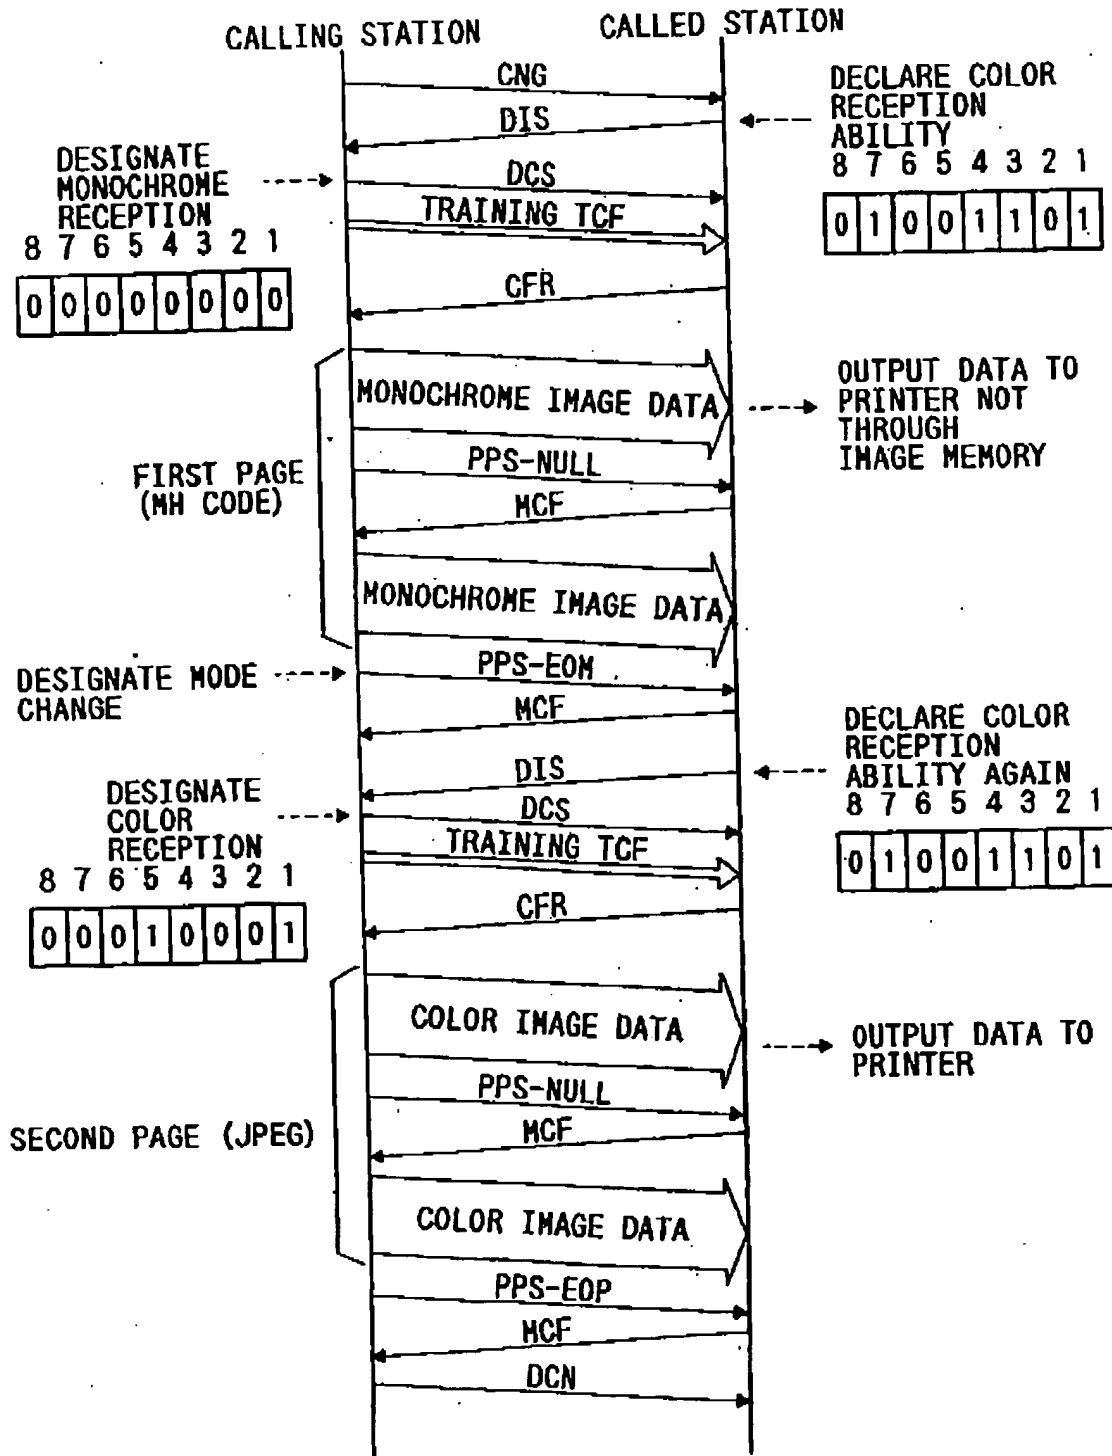 CALLING STATION
CALLED STATION
CNG
DECLARE COLOR
RECEPTION
ABILITY
8 7 6 5 4 3 2 1
0 1 0 0 1 1 0 1
DIS
DESIGNATE
MONOCHROME
RECEPTION
8 7 6 5 4 3 2 1
0 0 0 0 0 0 0 0
DCS
TRAINING TCF
CFR
MONOCHROME IMAGE DATA
OUTPUT DATA TO
PRINTER NOT
THROUGH
IMAGE MEMORY
FIRST PAGE
(MH CODE)
PPS-NULL
MCF
MONOCHROME IMAGE DATA
PPS-EOM
DESIGNATE MODE
CHANGE
MCF
DECLARE COLOR
RECEPTION
ABILITY AGAIN
8 7 6 5 4 3 2 1
0 1 0 0 1 1 0 1
DIS
DESIGNATE
COLOR
RECEPTION
8 7 6 5 4 3 2 1
0 0 0 1 0 0 0 1
DCS
TRAINING TCF
CFR
COLOR IMAGE DATA
OUTPUT DATA TO
PRINTER
PPS-NULL
MCF
SECOND PAGE (JPEG)
COLOR IMAGE DATA
PPS-EOP
MCF
DCN